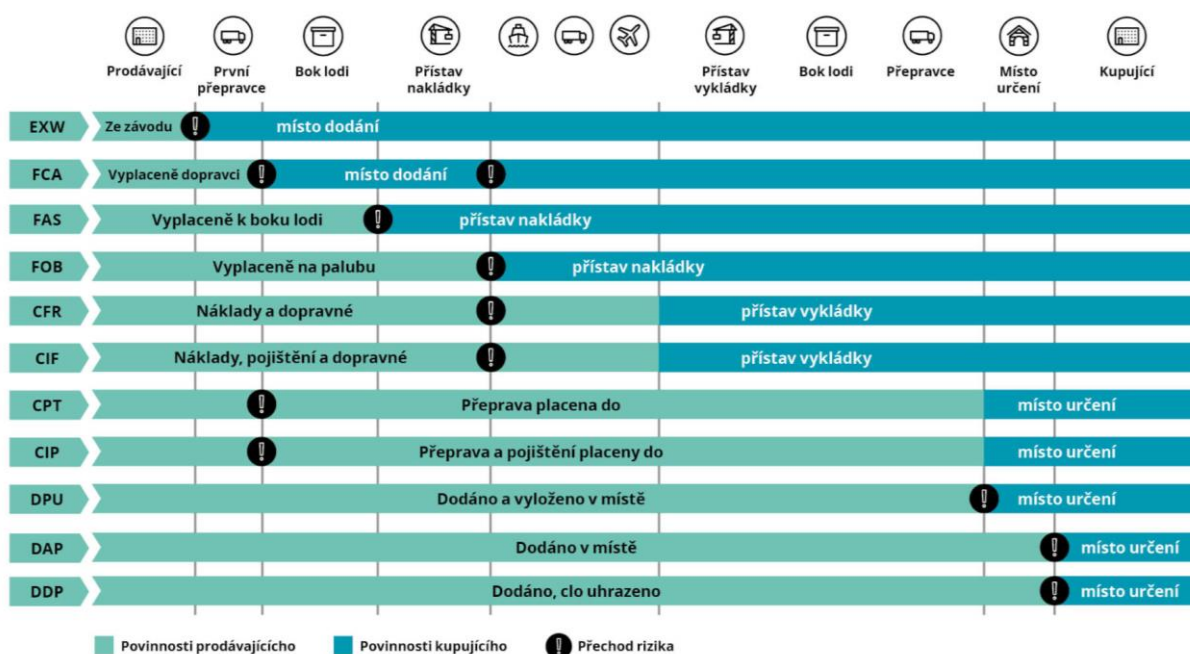 Prodávající
První
přepravce
Bok lodi
Přístav
nakládky
Přístav
vykládky
Bok lodi
Přepravce
Místo
určení
Kupující
EXW Ze závodu místo dodání
FCA Vyplaceně dopravci místo dodání
FAS Vyplaceně k boku lodi přístav nakládky
FOB Vyplaceně na palubu přístav nakládky
CFR Náklady a dopravné přístav vykládky
CIF Náklady, pojištění a dopravné přístav vykládky
CPT Přeprava placena do místo určení
CIP Přeprava a pojištění placeny do místo určení
DPU Dodáno a vyloženo v místě místo určení
DAP Dodáno v místě místo určení
DDP Dodáno, clo uhrazeno místo určení
Povinnosti prodávajícícho Povinnosti kupujícího Přechod rizika